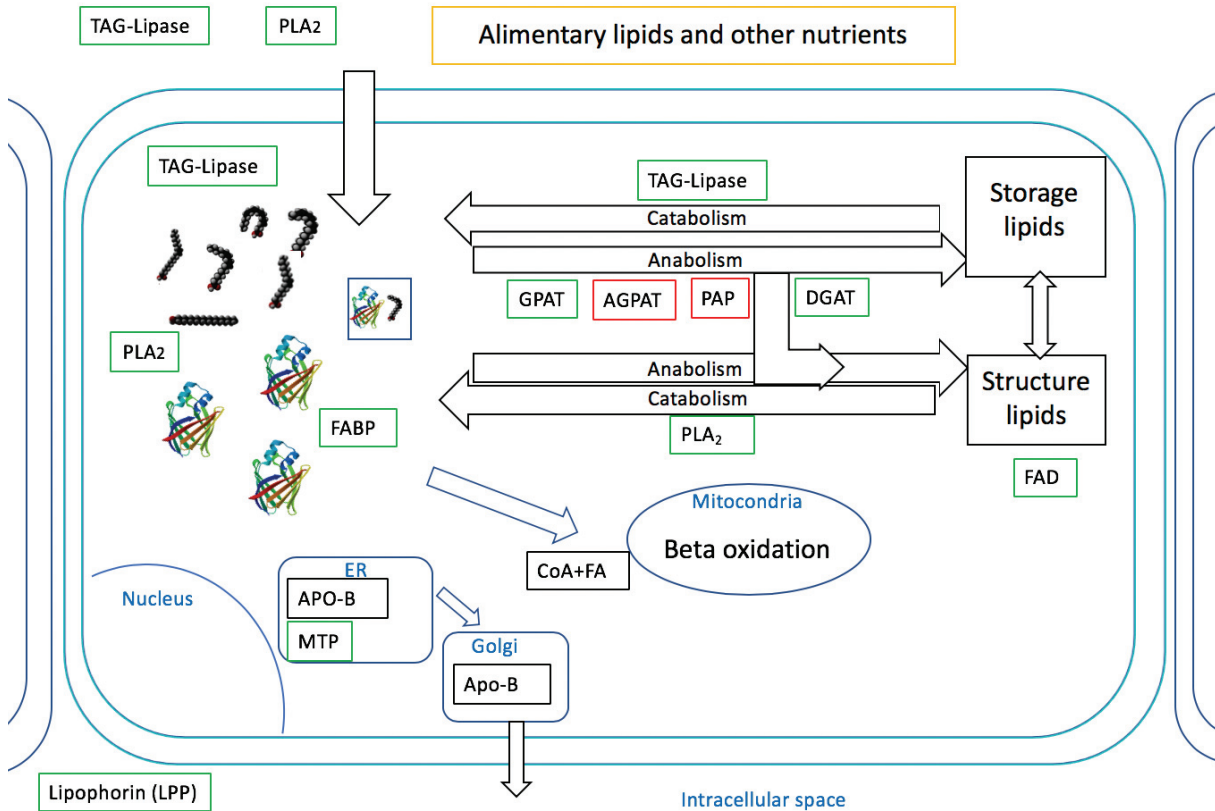 TAG-Lipase
PLA2
Alimentary lipids and other nutrients
TAG-Lipase
TAG-Lipase
Catabolism
Storage
lipids
Anabolism
GPAT
AGPAT
PAP
DGAT
PLA2
Anabolism
Catabolism
Structure
lipids
FABP
PLA₂
FAD
Mitocondria
Beta oxidation
CoA+FA
ER
APO-B
MTP
Nucleus
Golgi
Apo-B
Lipophorin (LPP)
Intracellular space